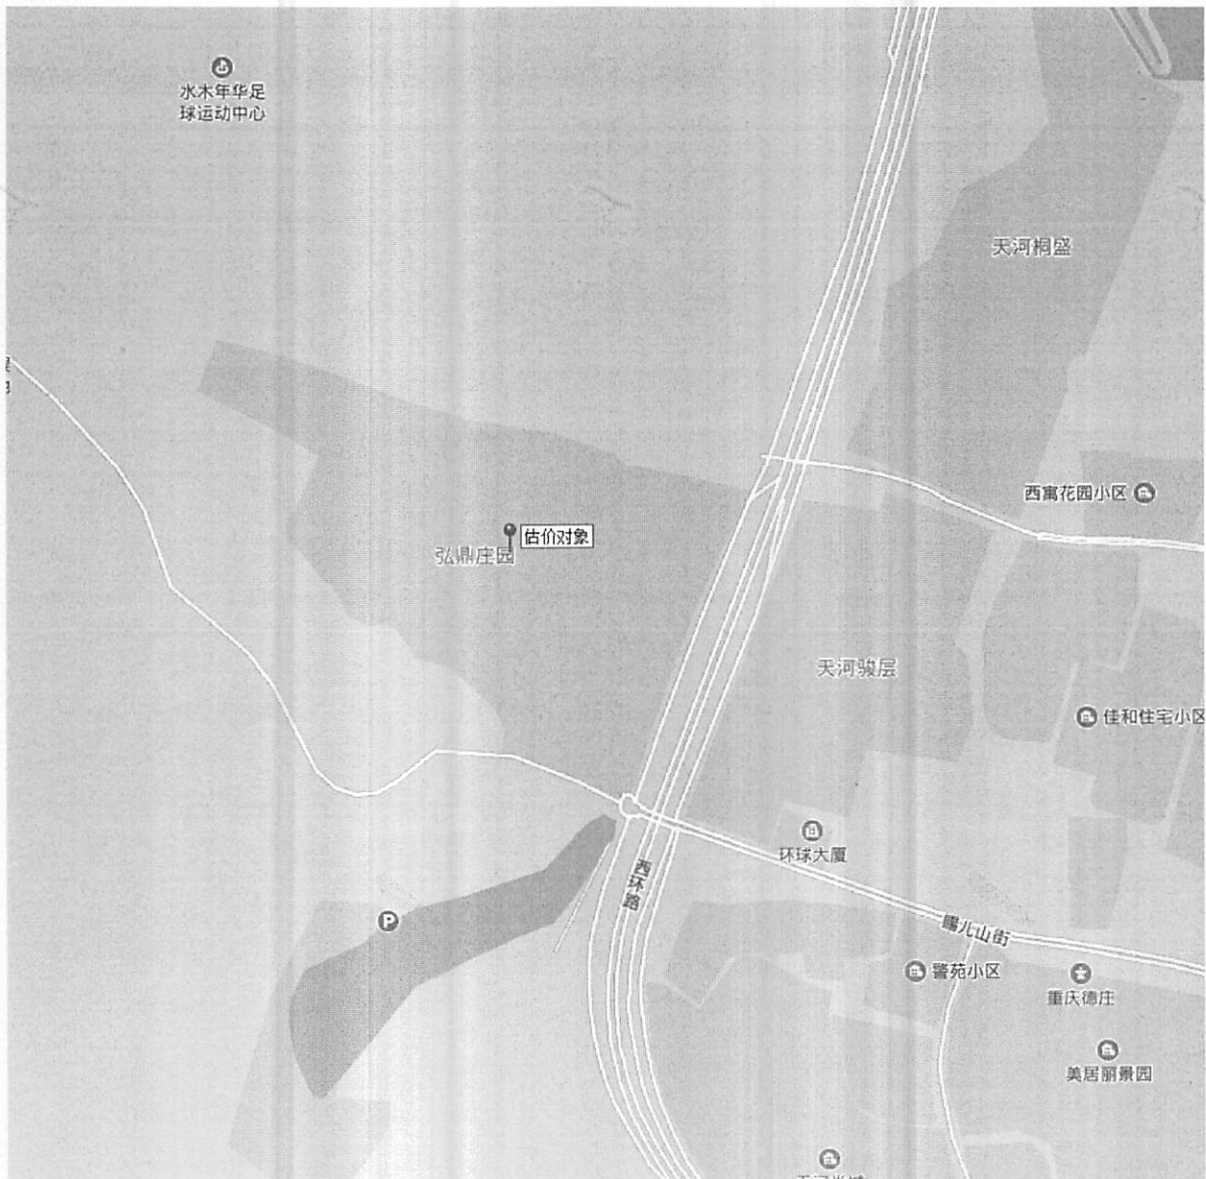 水木年华足
球运动中心
天河桐盛
西寓花园小区
估价对象
弘鼎庄园
天河骏层
佳和住宅小区
环球大厦
西环路
赐儿山街
警苑小区
重庆德庄
P
美居丽景园